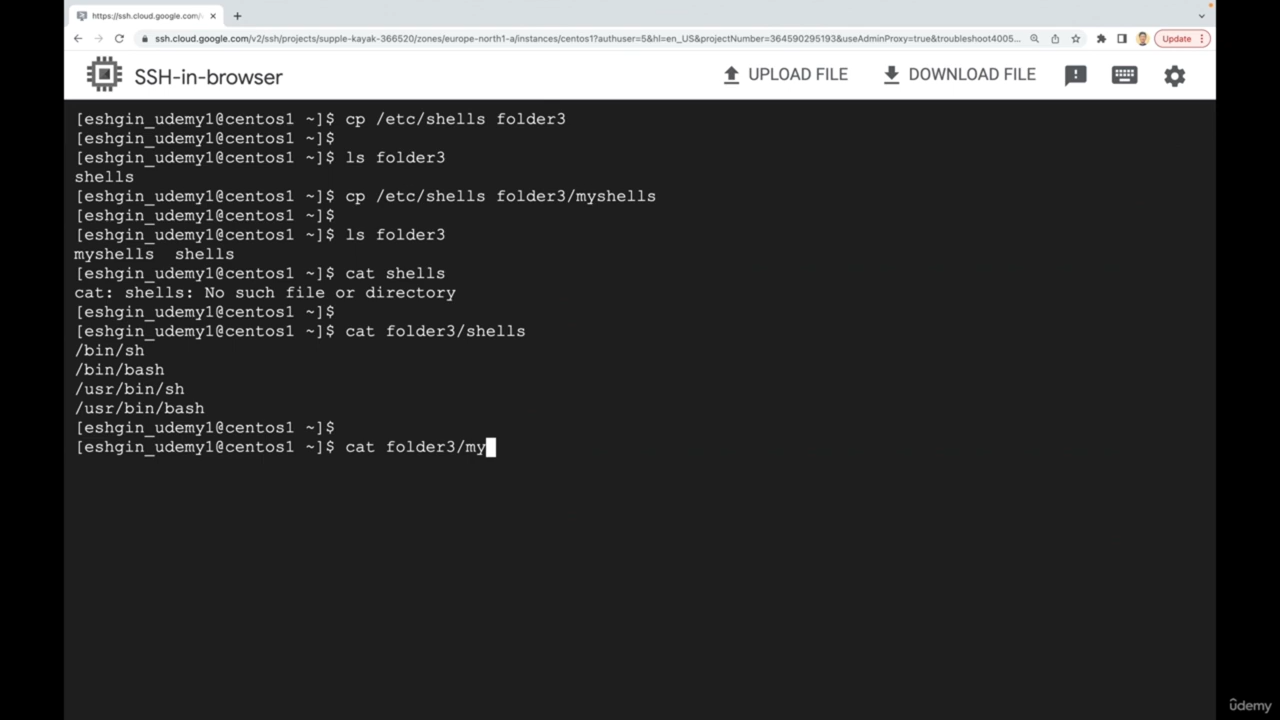 https://ssh.cloud.google.com/v
ssh.cloud.google.com/v2/ssh/projects/supple-kayak-366520/zones/europe-north1-a/instances/centos1?authuser=5&hl=en_US&projectNumber=364590295193&useAdminProxy=true&troubleshoot4005...
Update
SSH-in-browser
UPLOAD FILE
DOWNLOAD FILE
[eshgin_udemy1@centos1 ~]$ cp /etc/shells folder3
[eshgin_udemy1@centos1 ~]$
[eshgin_udemy1@centos1 ~]$ ls folder3
shells
[eshgin_udemy1@centos1 ~]$ cp /etc/shells folder3/myshells
[eshgin_udemy1@centos1 ~]$
[eshgin_udemy1@centos1 ~]$ ls folder3
myshells  shells
[eshgin_udemy1@centos1 ~]$ cat shells
cat: shells: No such file or directory
[eshgin_udemy1@centos1 ~]$
[eshgin_udemy1@centos1 ~]$ cat folder3/shells
/bin/sh
/bin/bash
/usr/bin/sh
/usr/bin/bash
[eshgin_udemy1@centos1 ~]$
[eshgin_udemy1@centos1 ~]$ cat folder3/my
udemy